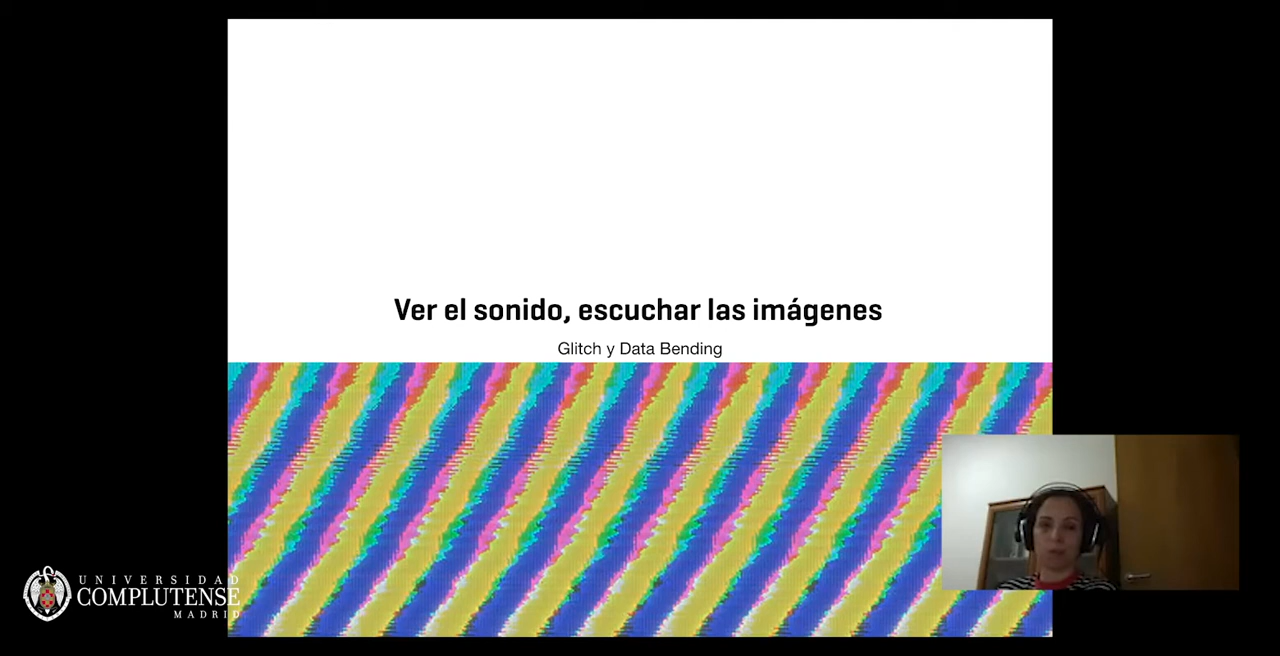 Ver el sonido, escuchar las imágenes
Glitch y Data Bending
UNIVERSIDAD
COMPLUTENSE
MADRID